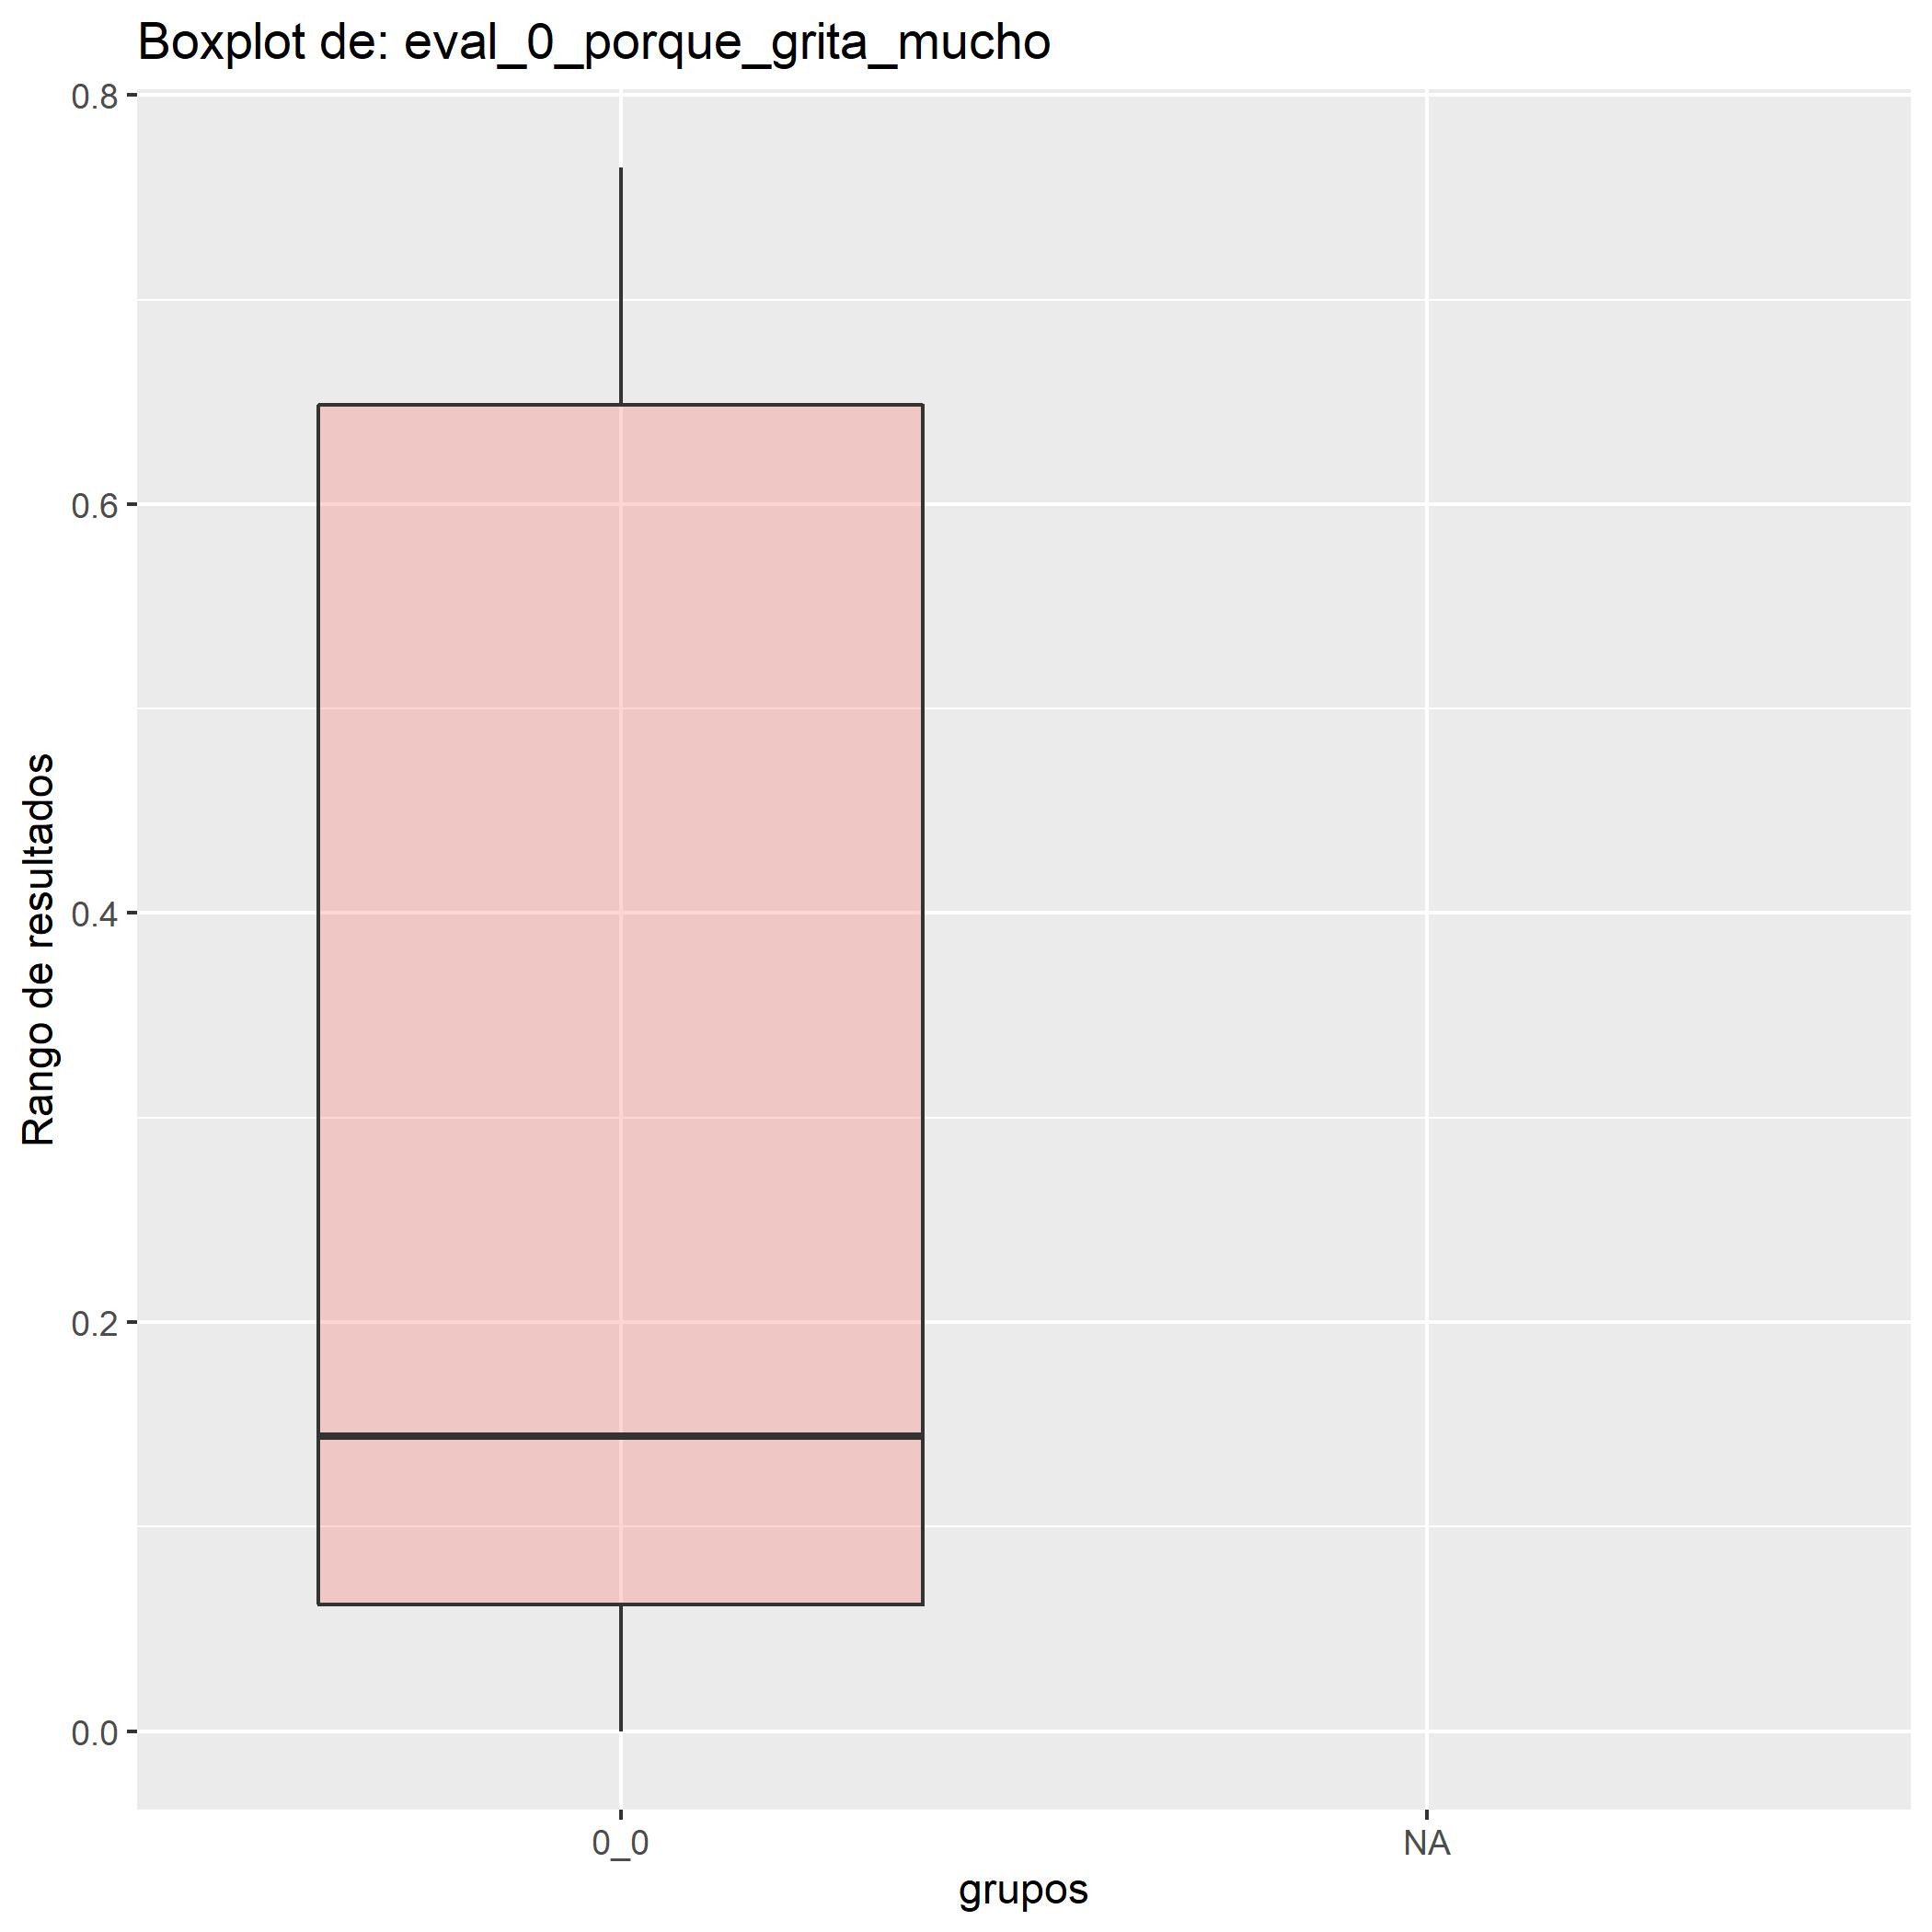 Boxplot de: eval_0_porque_grita_mucho
Rango de resultados
0.8
0.6
0.4
0.2
0.0
0_0 NA
grupos